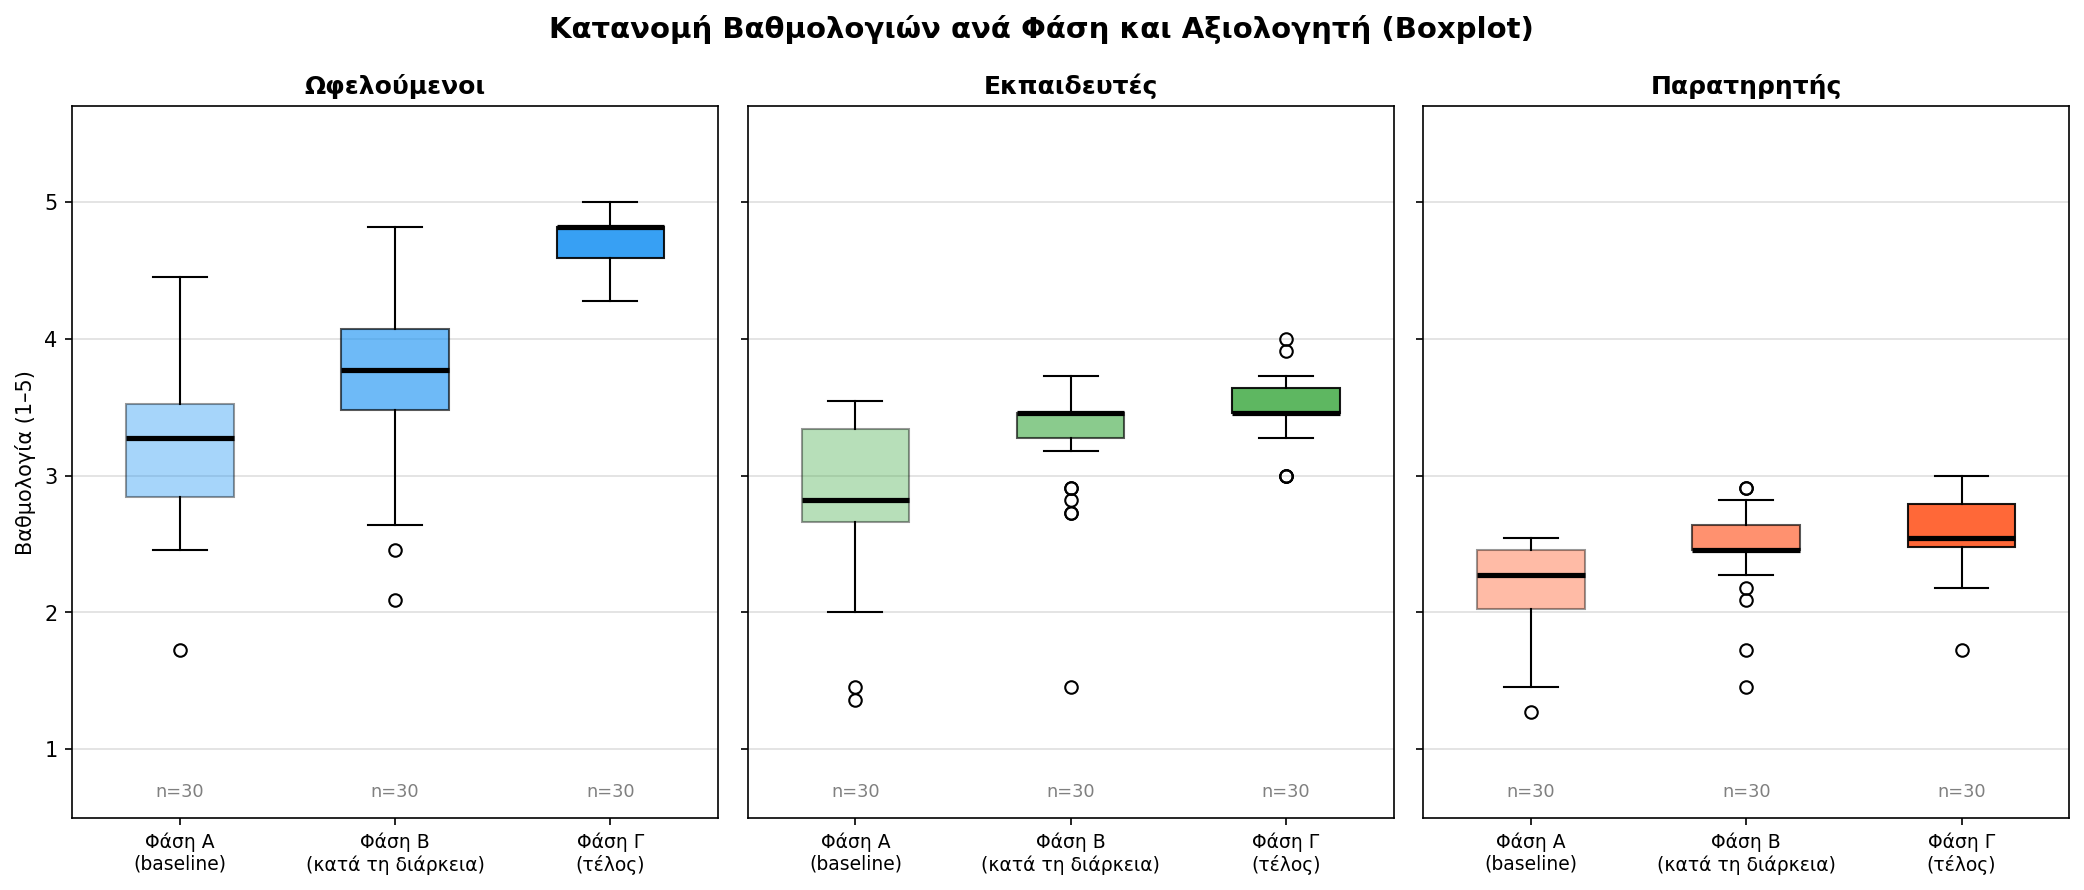 Κατανομή Βαθμολογιών ανά Φάση και Αξιολογητή (Boxplot)
Ωφελούμενοι
Εκπαιδευτές
Παρατηρητής
Βαθμολογία (1–5)
5
4
3
2
1
n=30
n=30
n=30
n=30
n=30
n=30
n=30
n=30
n=30
Φάση Α
(baseline)
Φάση Β
(κατά τη διάρκεια)
Φάση Γ
(τέλος)
Φάση Α
(baseline)
Φάση Β
(κατά τη διάρκεια)
Φάση Γ
(τέλος)
Φάση Α
(baseline)
Φάση Β
(κατά τη διάρκεια)
Φάση Γ
(τέλος)